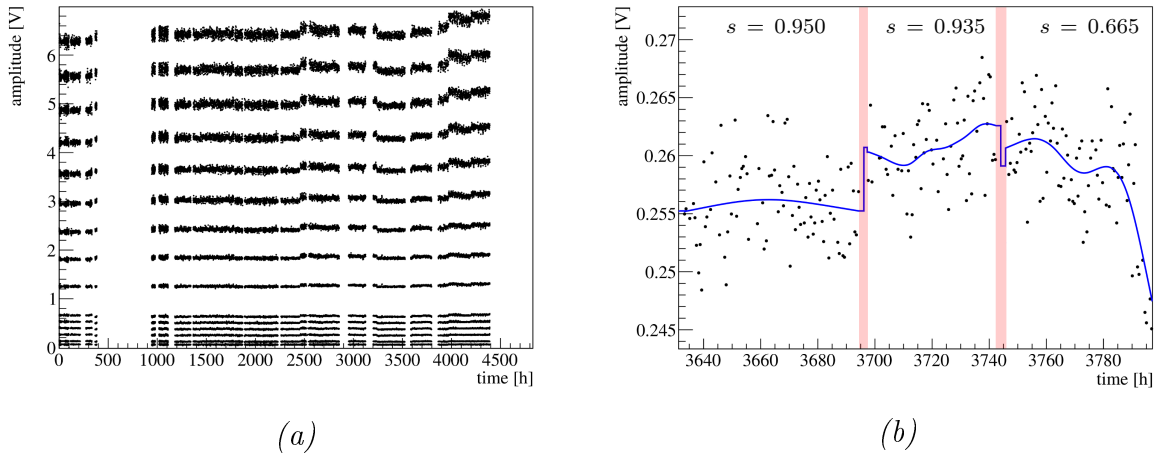 amplitude [V]
6
5
4
3
2
1
0
0 500 1000 1500 2000 2500 3000 3500 4000 4500
time [h]
(a)
amplitude [V]
s = 0.950 s = 0.935 s = 0.665
0.27
0.265
0.26
0.255
0.25
0.245
3640 3660 3680 3700 3720 3740 3760 3780
time [h]
(b)